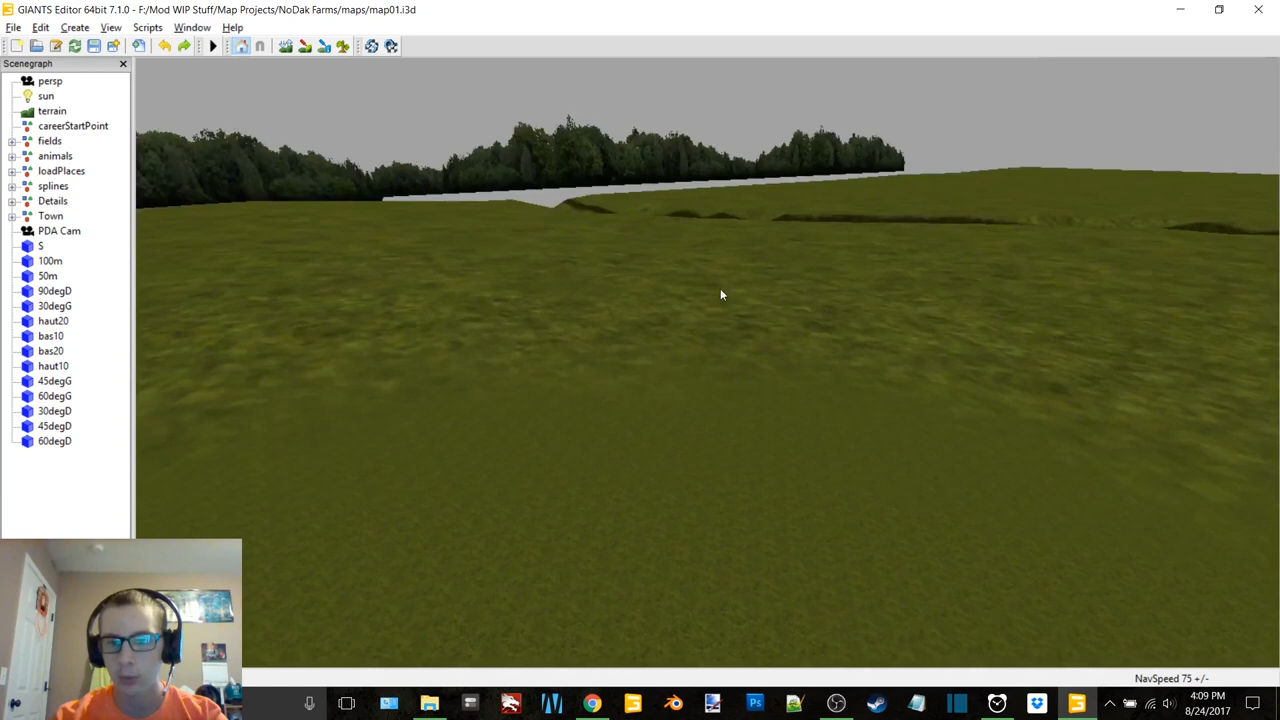 GIANTS Editor 64bit 7.1.0 - F:/Mod WIP Stuff/Map Projects/NoDak Farms/maps/map01.i3d
File Edit Create View Scripts Window Help
Scenegraph
persp
sun
terrain
careerStartPoint
fields
animals
loadPlaces
splines
Details
Town
PDA Cam
S
100m
50m
90degD
30degG
haut20
bas10
bas20
haut10
45degG
60degG
30degD
45degD
60degD
NavSpeed 75 +/-
4:09 PM
8/24/2017